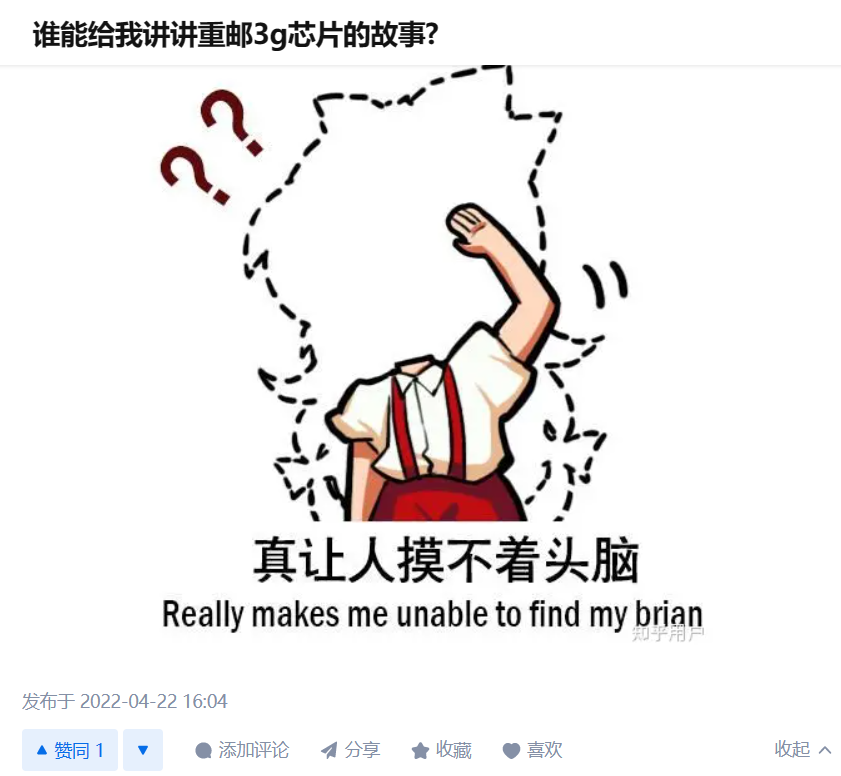 谁能给我讲讲重邮3g芯片的故事?
??
真让人摸不着头脑
Really makes me unable to find my brian
知乎用户
发布于 2022-04-22 16:04
赞同 1 添加评论 分享 收藏 喜欢 收起